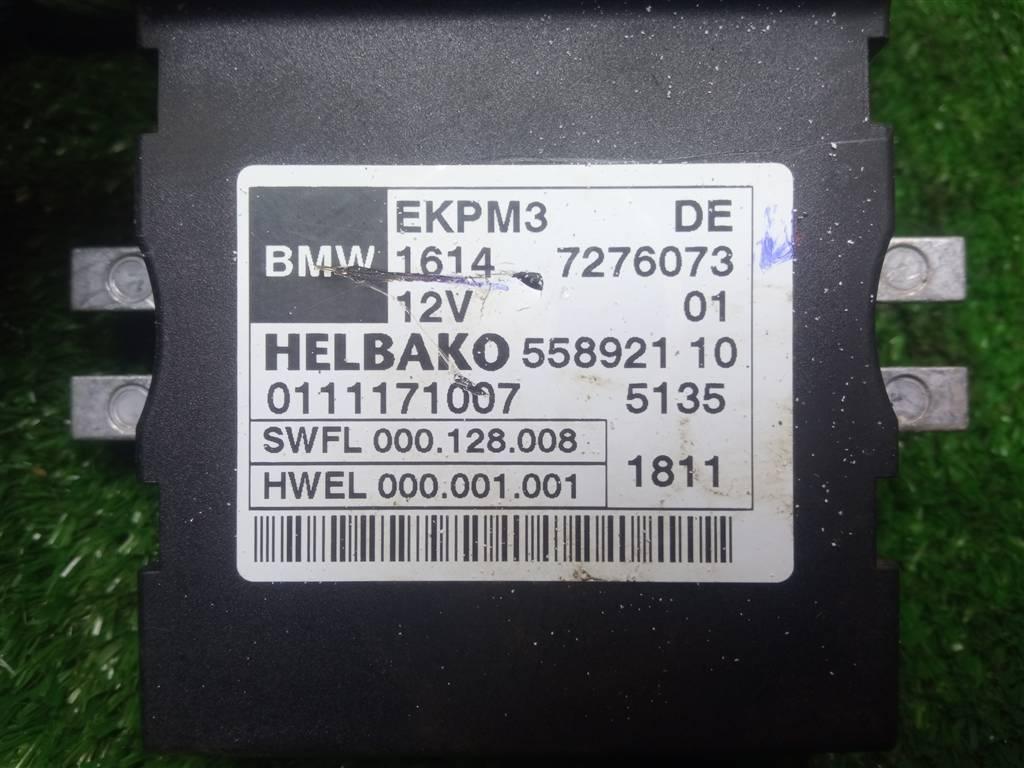 EKPM3 DE
BMW 1614 7276073
12V 01
HELBAKO 558921 10
0111171007 5135
SWFL 000.128.008
1811
HWEL 000.001.001